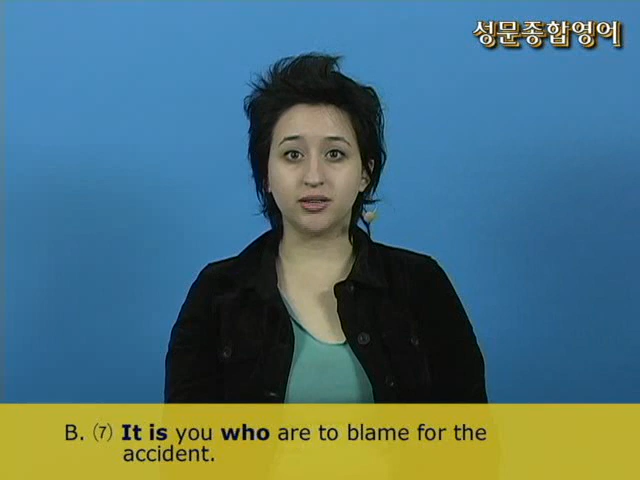 성문종합영어
B. ⑺ It is you who are to blame for the
accident.